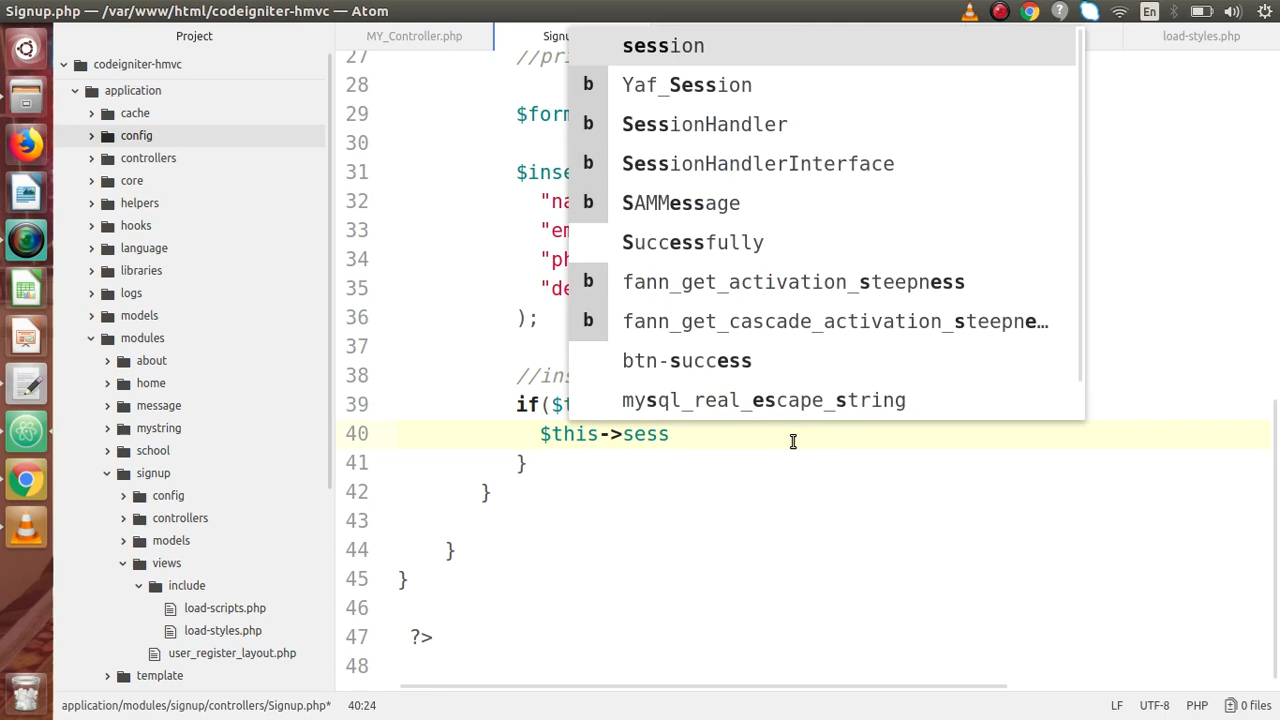 Signup.php — /var/www/html/codeigniter-hmvc — Atom
En
Project
MY_Controller.php
Signu
load-styles.php
codeigniter-hmvc
application
cache
config
controllers
core
helpers
hooks
language
libraries
logs
models
modules
about
home
message
mystring
school
signup
config
controllers
models
views
include
load-scripts.php
load-styles.php
user_register_layout.php
template
27 //pri
28
29 $form
30
31 $inse
32 "na
33 "em
34 "ph
35 "de
36 );
37
38 //ins
39 if($t
40 $this->sess
41 }
42 }
43
44 }
45 }
46
47 ?>
48
session
b Yaf_Session
b SessionHandler
b SessionHandlerInterface
b SAMMessage
Successfully
b fann_get_activation_steepness
b fann_get_cascade_activation_steepne…
btn-success
mysql_real_escape_string
application/modules/signup/controllers/Signup.php* 40:24 LF UTF-8 PHP 0 files